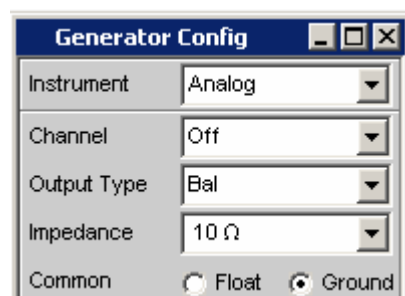 Generator Config
Instrument Analog
Channel Off
Output Type Bal
Impedance 10 Ω
Common Float Ground